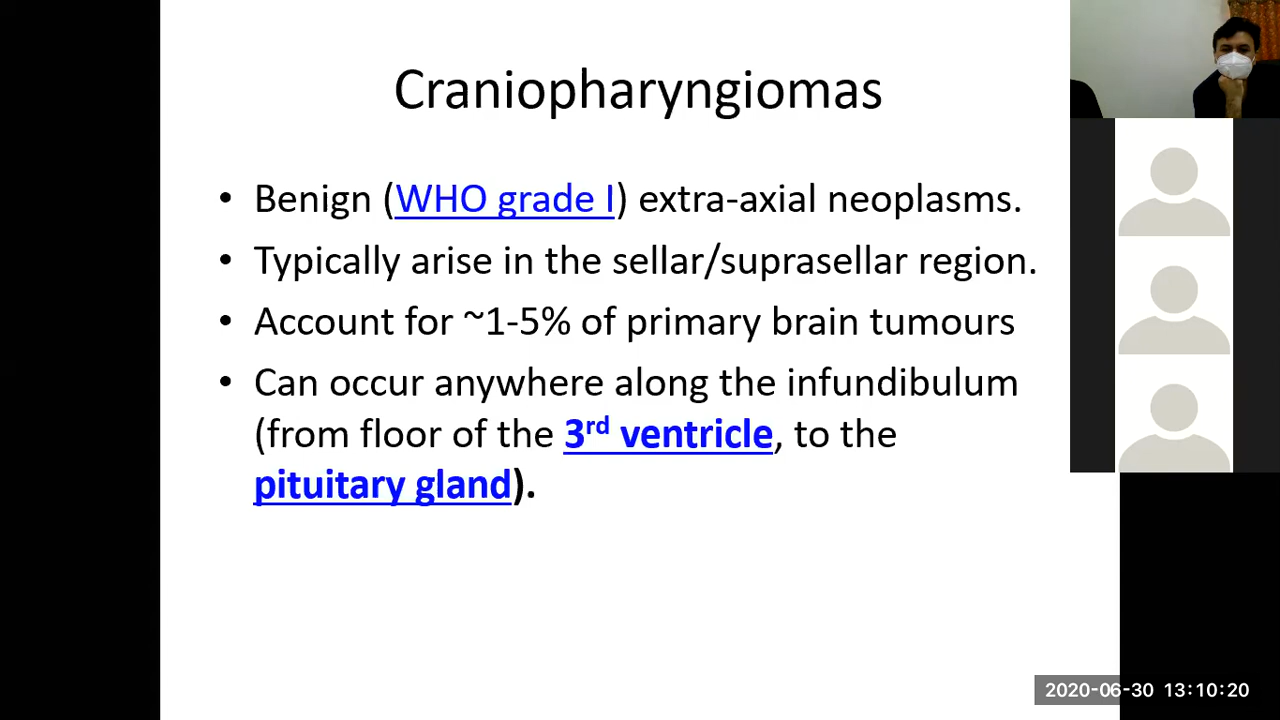 Craniopharyngiomas
• Benign (WHO grade I) extra-axial neoplasms.
• Typically arise in the sellar/suprasellar region.
• Account for ~1-5% of primary brain tumours
• Can occur anywhere along the infundibulum
(from floor of the 3rd ventricle, to the
pituitary gland).
2020-06-30 13:10:20